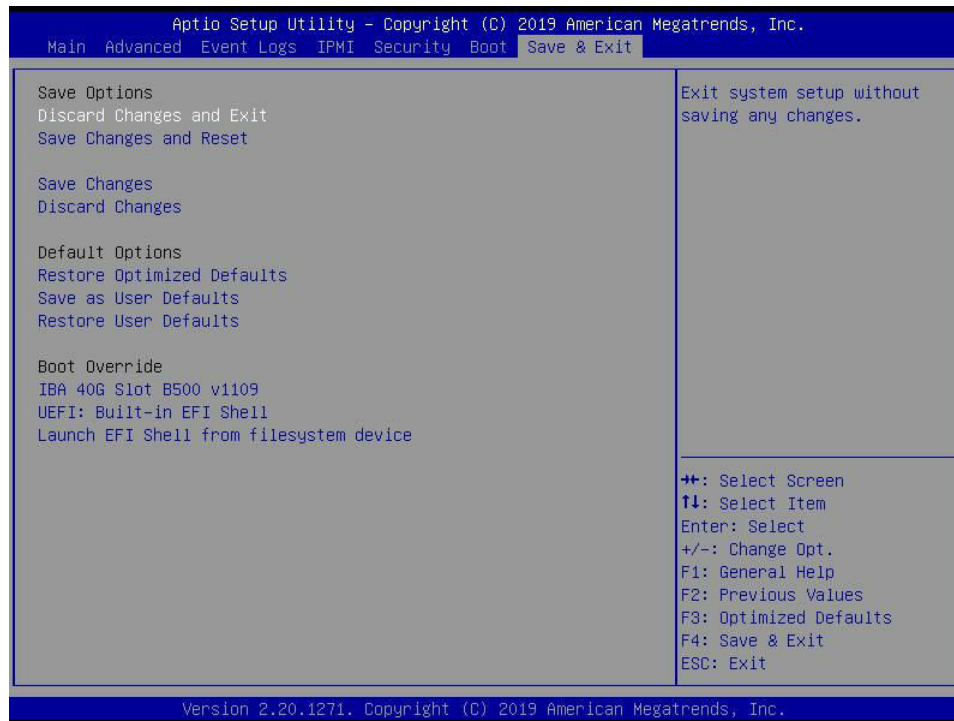 Aptio Setup Utility – Copyright (C) 2019 American Megatrends, Inc.
Main Advanced Event Logs IPMI Security Boot Save & Exit
Save Options
Discard Changes and Exit
Save Changes and Reset
Save Changes
Discard Changes
Default Options
Restore Optimized Defaults
Save as User Defaults
Restore User Defaults
Boot Override
IBA 40G Slot B500 v1109
UEFI: Built-in EFI Shell
Launch EFI Shell from filesystem device
Exit system setup without
saving any changes.
→←: Select Screen
↑↓: Select Item
Enter: Select
+/-: Change Opt.
F1: General Help
F2: Previous Values
F3: Optimized Defaults
F4: Save & Exit
ESC: Exit
Version 2.20.1271. Copyright (C) 2019 American Megatrends, Inc.